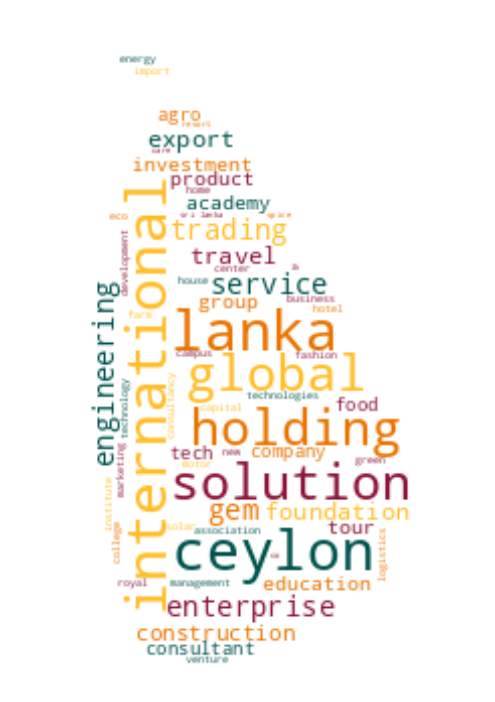 energy
import
agro
resort
export
care
investment
product
home
academy
eco
sri lanka
spice
trading
development
international
travel
center
lk
house
service
engineering
group
business
farm
hotel
lanka
campus
fashion
global
technology
consultancy
technologies
capital
food
holding
marketing
tech
new
company
green
motor
solution
institute
gem
foundation
college
solar
association
tour
logistics
ceylon
royal
management
education
enterprise
construction
consultant
venture